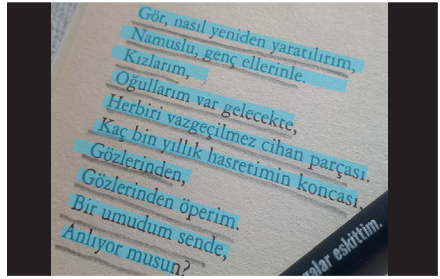 Gör, nasıl yeniden yaratılırım,
Namuslu, genç ellerinle.
Kızlarım,
Oğullarım var gelecekte,
Herbiri vazgeçilmez cihan parçası.
Kaç bin yıllık hasretimin koncası,
Gözlerinden,
Gözlerinden öperim.
Bir umudum sende,
Anlıyor musun?
eskittim.